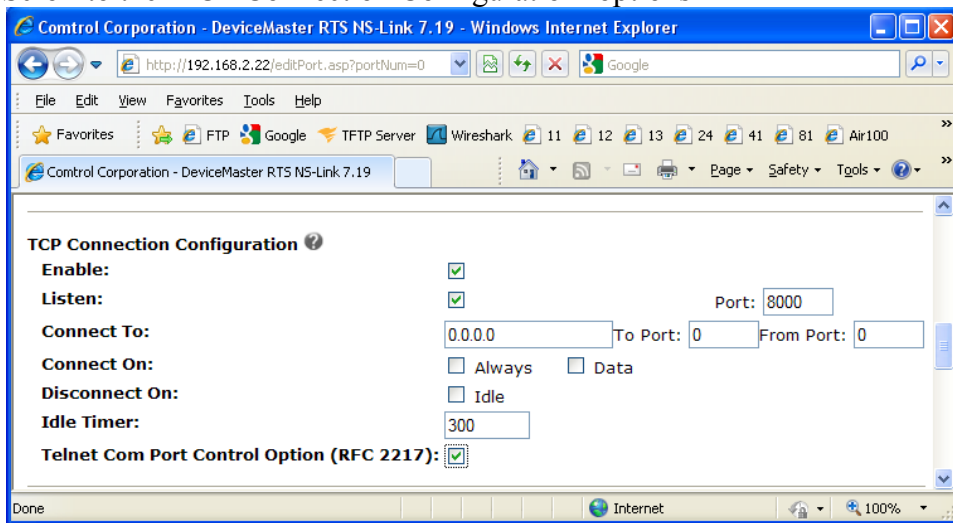 Comtrol Corporation - DeviceMaster RTS NS-Link 7.19 - Windows Internet Explorer
http://192.168.2.22/editPort.asp?portNum=0 Google
File Edit View Favorites Tools Help
Favorites FTP Google TFTP Server Wireshark 11 12 13 24 41 81 Air100 »
Comtrol Corporation - DeviceMaster RTS NS-Link 7.19 Page Safety Tools »
TCP Connection Configuration
Enable:
Listen: Port: 8000
Connect To: 0.0.0.0 To Port: 0 From Port: 0
Connect On: Always Data
Disconnect On: Idle
Idle Timer: 300
Telnet Com Port Control Option (RFC 2217):
Done Internet 100%